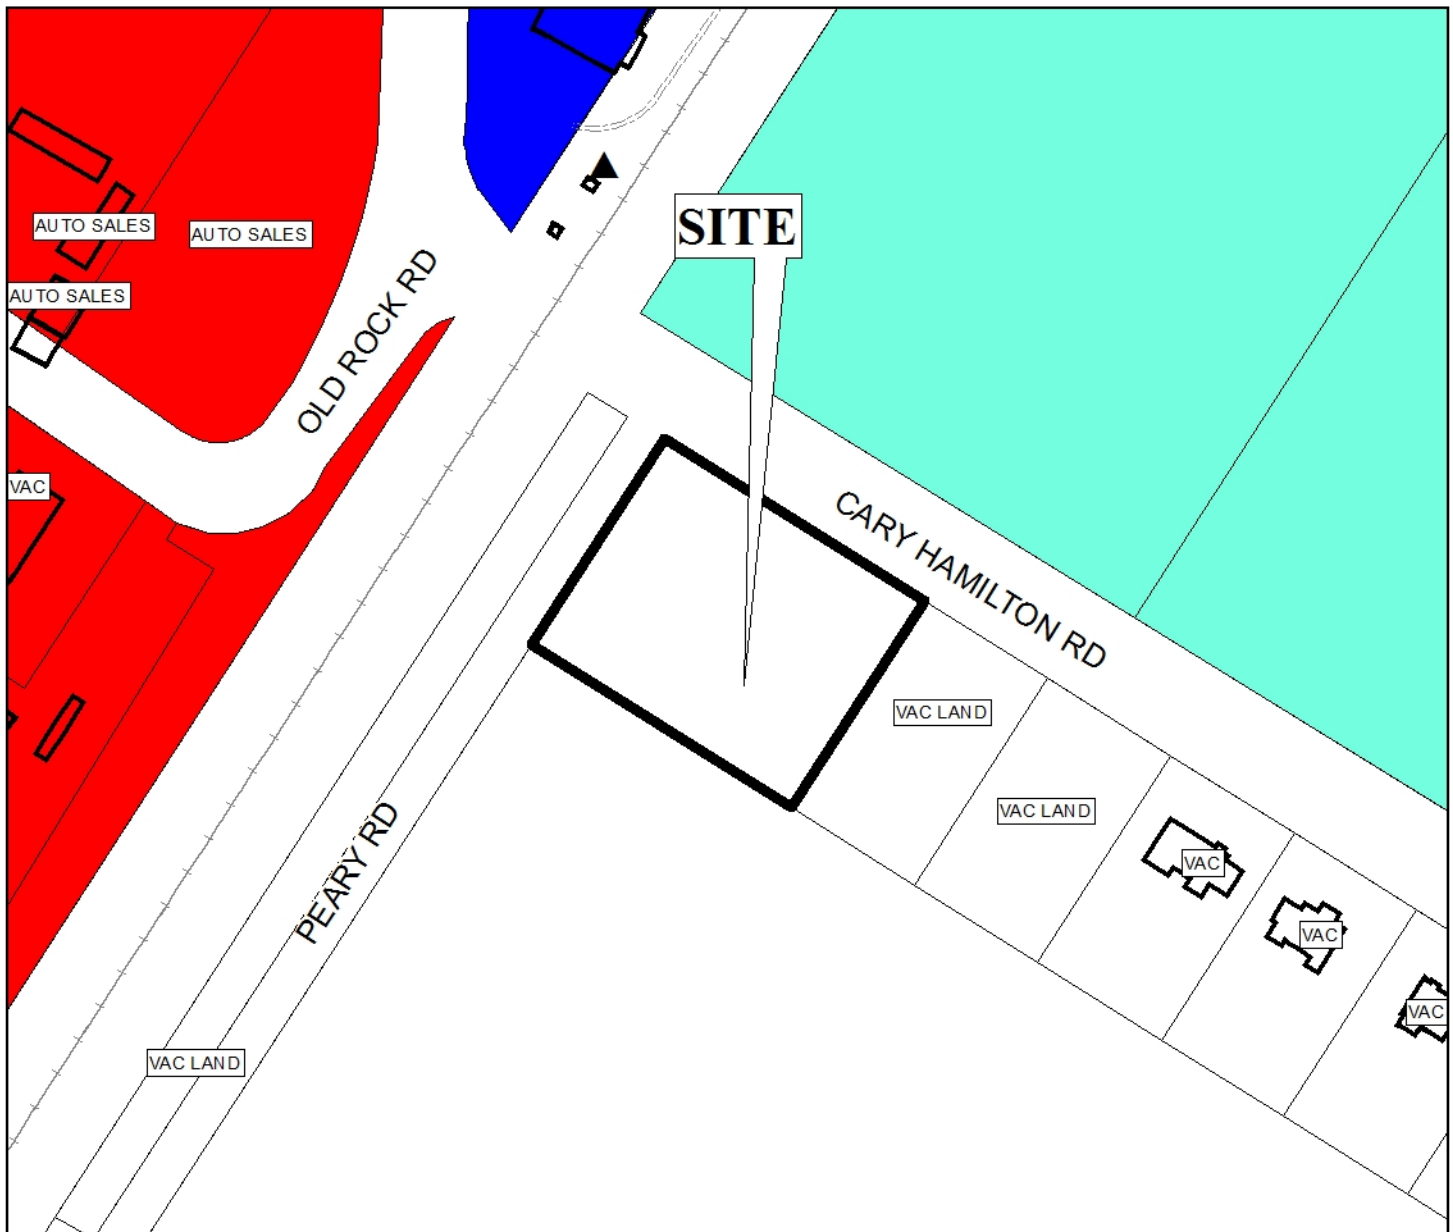 SITE
AUTO SALES
AUTO SALES
AUTO SALES
OLD ROCK RD
VAC
CARY HAMILTON RD
VAC LAND
VAC LAND
VAC
PEARY RD
VAC
VAC
VAC LAND